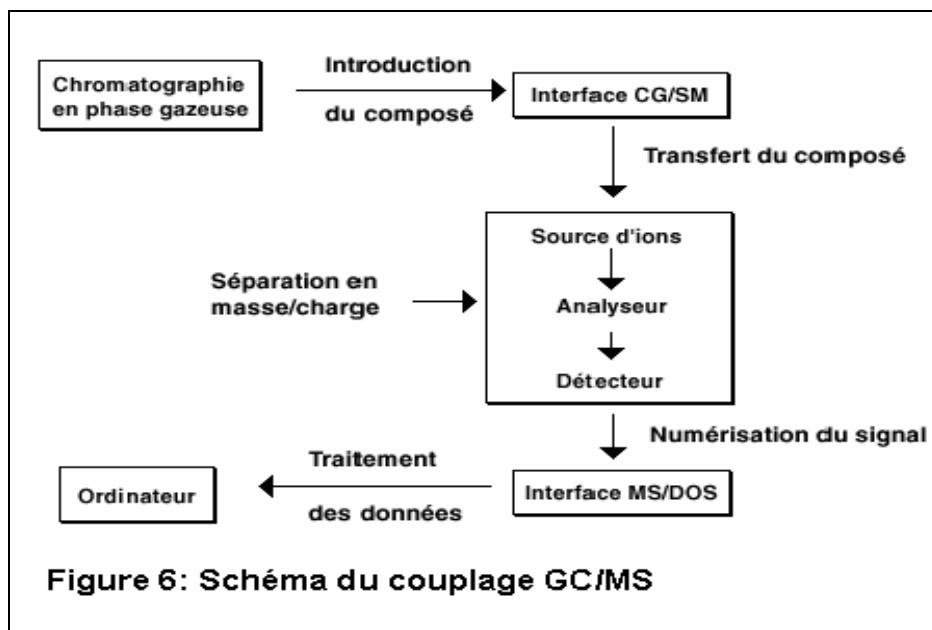 Chromatographie
en phase gazeuse
Introduction
du composé
Interface CG/SM
Transfert du composé
Source d'ions
Séparation en
masse/charge
Analyseur
Détecteur
Numérisation du signal
Ordinateur
Traitement
des données
Interface MS/DOS
Figure 6: Schéma du couplage GC/MS